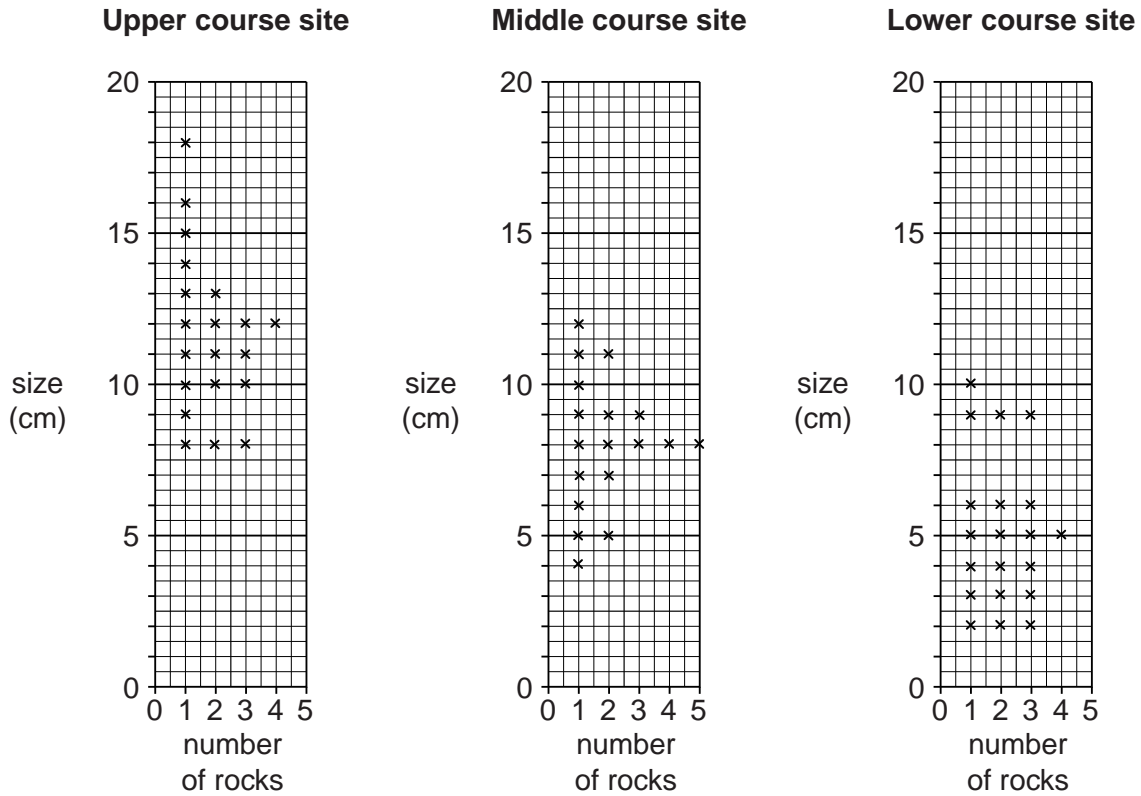 Upper course site
20
15
10
5
0
size
(cm)
0 1 2 3 4 5
number
of rocks
Middle course site
20
15
10
5
0
size
(cm)
0 1 2 3 4 5
number
of rocks
Lower course site
20
15
10
5
0
size
(cm)
0 1 2 3 4 5
number
of rocks